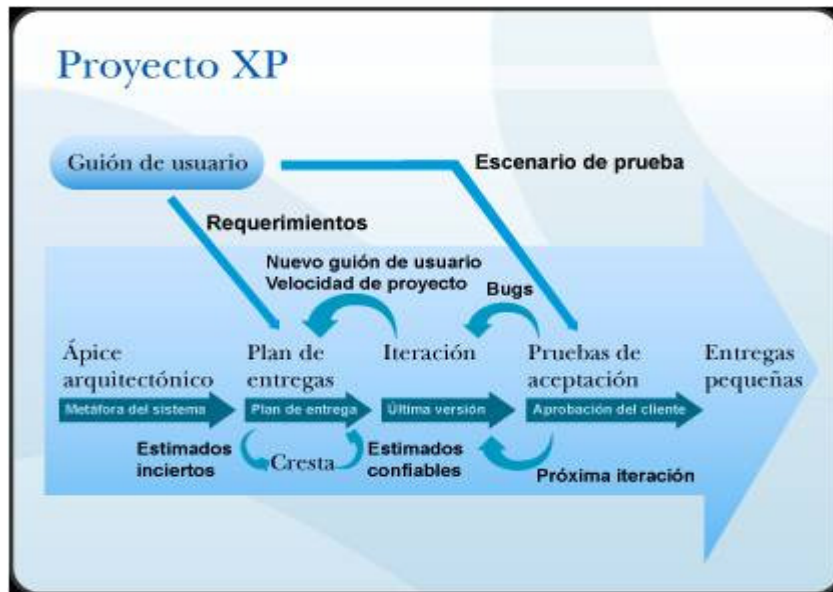 Proyecto XP
Guión de usuario
Escenario de prueba
Requerimientos
Nuevo guión de usuario
Velocidad de proyecto
Bugs
Ápice
arquitectónico
Plan de
entregas
Iteración
Pruebas de
aceptación
Entregas
pequeñas
Metáfora del sistema
Plan de entrega
Última versión
Aprobación del cliente
Estimados
inciertos
Cresta
Estimados
confiables
Próxima iteración